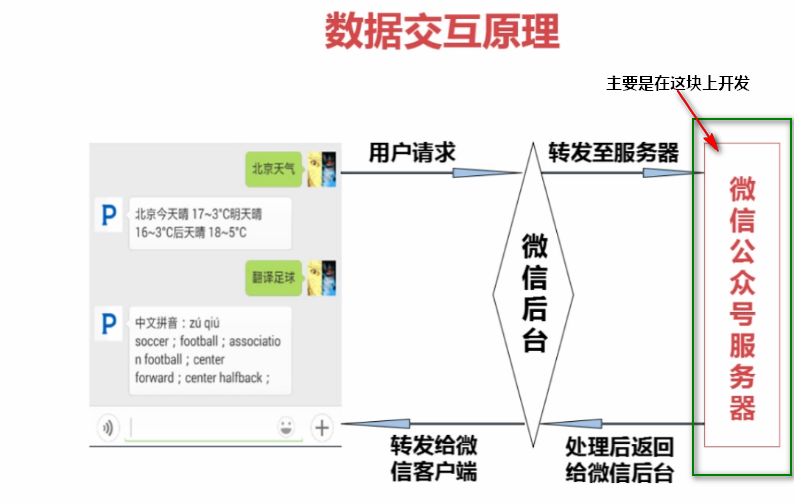 数据交互原理
主要是在这块上开发
用户请求
转发至服务器
北京天气
P
北京今天晴 17~3°C明天晴
16~3°C后天晴 18~5°C
翻译足球
P
中文拼音：zú qiú
soccer；football；associatio
n football；center
forward；center halfback；
微信后台
微信公众号服务器
转发给微
信客户端
处理后返回
给微信后台